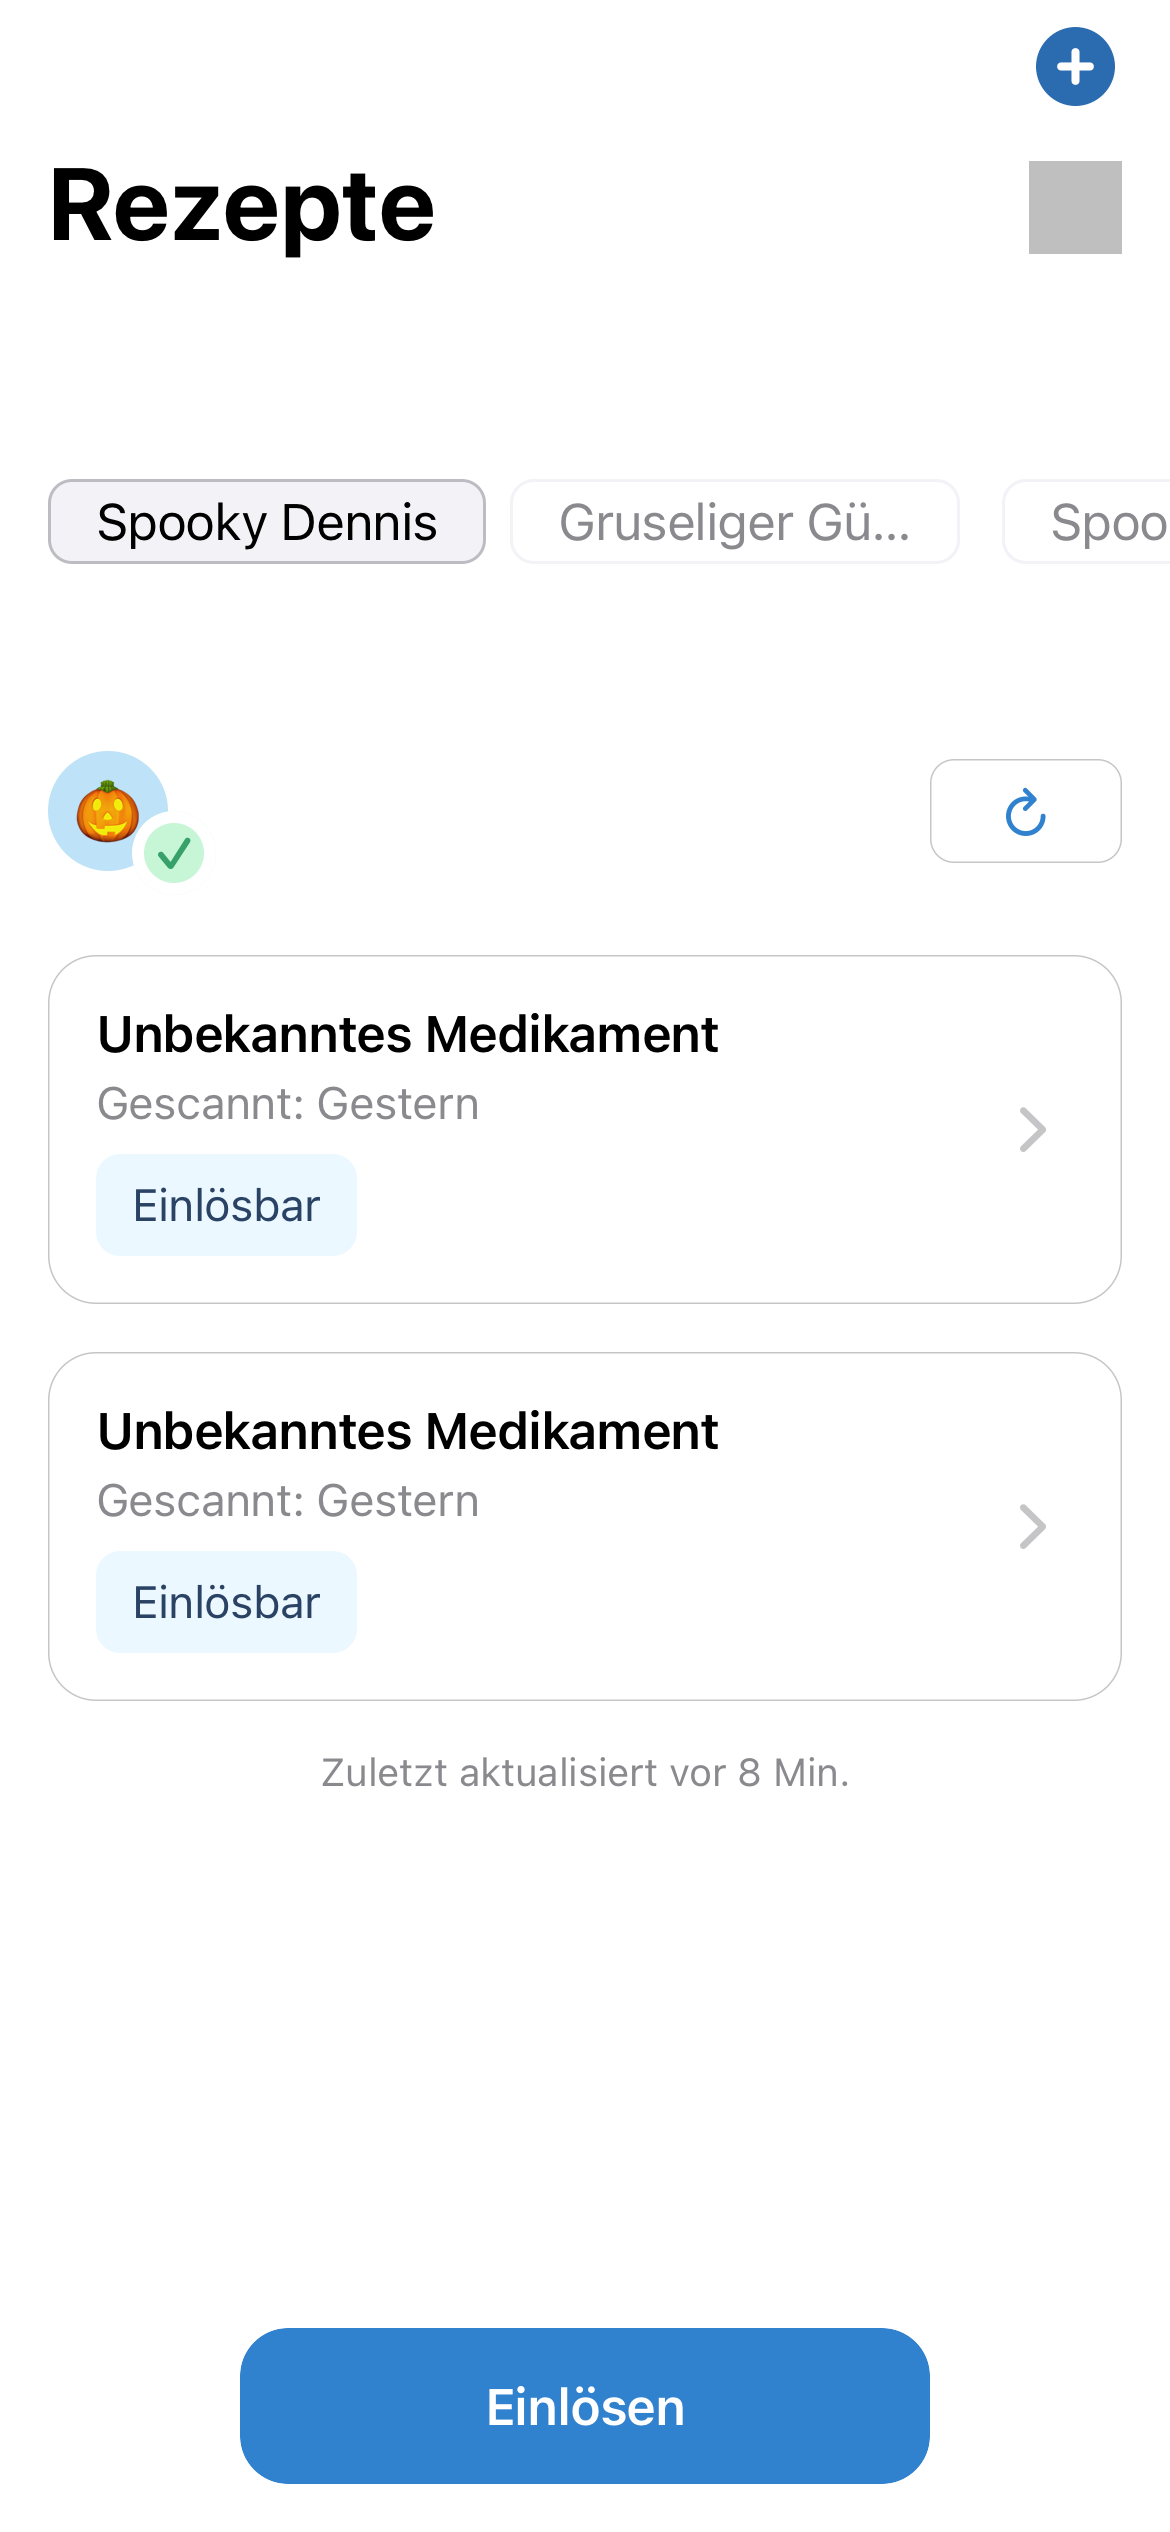 Rezepte
Spooky Dennis
Gruseliger Gü...
Spoo
Unbekanntes Medikament
Gescannt: Gestern
Einlösbar
Unbekanntes Medikament
Gescannt: Gestern
Einlösbar
Zuletzt aktualisiert vor 8 Min.
Einlösen